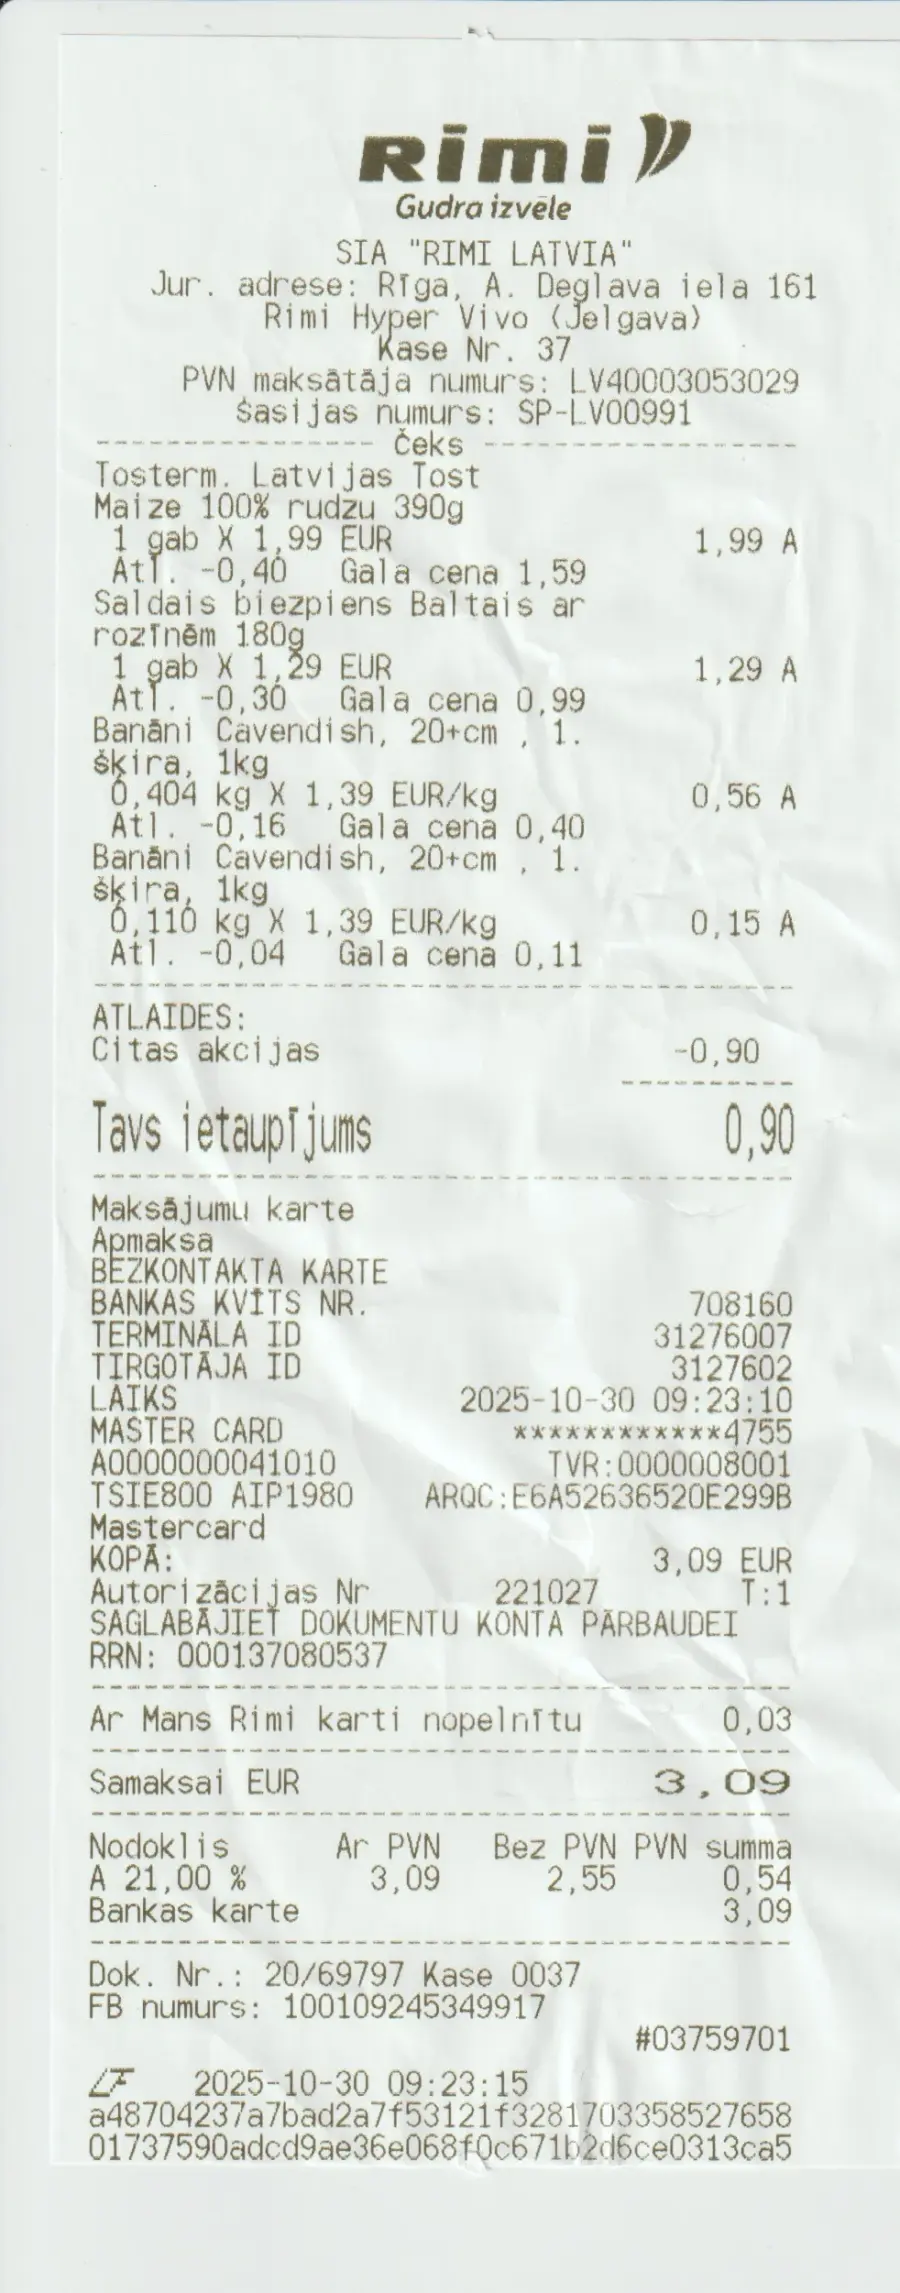 Rimi
Gudra izvēle
SIA "RIMI LATVIA"
Jur. adrese: Rīga, A. Deglava iela 161
Rimi Hyper Vivo (Jelgava)
Kase Nr. 37
PVN maksātāja numurs: LV40003053029
Šasijas numurs: SP-LV00991
---------------- Čeks ------------------
Tosterm. Latvijas Tost
Maize 100% rudzu 390g
1 gab X 1,99 EUR 1,99 A
Atl. -0,40 Gala cena 1,59
Saldais biezpiens Baltais ar
rozīnēm 180g
1 gab X 1,29 EUR 1,29 A
Atl. -0,30 Gala cena 0,99
Banāni Cavendish, 20+cm , 1.
šķira, 1kg
0,404 kg X 1,39 EUR/kg 0,56 A
Atl. -0,16 Gala cena 0,40
Banāni Cavendish, 20+cm , 1.
šķira, 1kg
0,110 kg X 1,39 EUR/kg 0,15 A
Atl. -0,04 Gala cena 0,11
ATLAIDES:
Citas akcijas -0,90
Tavs ietaupījums 0,90
Maksājumu karte
Apmaksa
BEZKONTAKTA KARTE
BANKAS KVĪTS NR. 708160
TERMINĀLA ID 31276007
TIRGOTĀJA ID 3127602
LAIKS 2025-10-30 09:23:10
MASTER CARD ************4755
A0000000041010 TVR:0000008001
TSIE800 AIP1980 ARQC:E6A52636520E299B
Mastercard
KOPĀ: 3,09 EUR
Autorizācijas Nr 221027 T:1
SAGLABĀJIET DOKUMENTU KONTA PĀRBAUDEI
RRN: 000137080537
Ar Mans Rimi karti nopelnītu 0,03
Samaksai EUR 3,09
Nodoklis Ar PVN Bez PVN PVN summa
A 21,00 % 3,09 2,55 0,54
Bankas karte 3,09
Dok. Nr.: 20/69797 Kase 0037
FB numurs: 100109245349917
#03759701
LF 2025-10-30 09:23:15
a48704237a7bad2a7f53121f3281703358527658
01737590adcd9ae36e068f0c671b2d6ce0313ca5